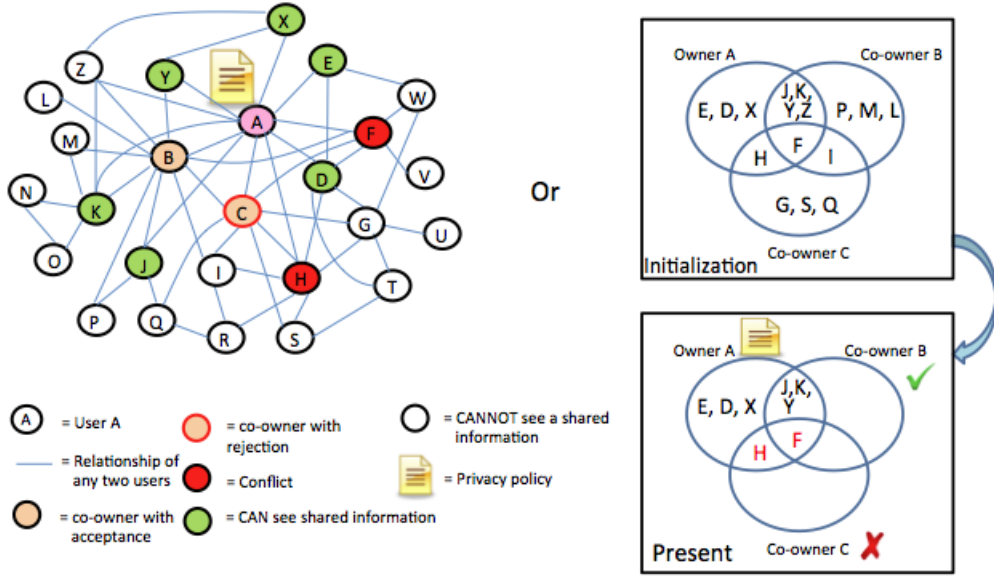 X
E
Z
Y
W
L
A
F
M
B
V
D
N
K
C
G
U
O
J
I
H
T
P
Q
R
S
A = User A
= Relationship of
any two users
= co-owner with
acceptance
= co-owner with
rejection
= Conflict
= CAN see shared information
= CANNOT see a shared
information
= Privacy policy
Or
Owner A
Co-owner B
E, D, X
J,K,
Y,Z
P, M, L
H
F
I
G, S, Q
Co-owner C
Initialization
Owner A
Co-owner B
E, D, X
J,K,
Y
H
F
Co-owner C
Present